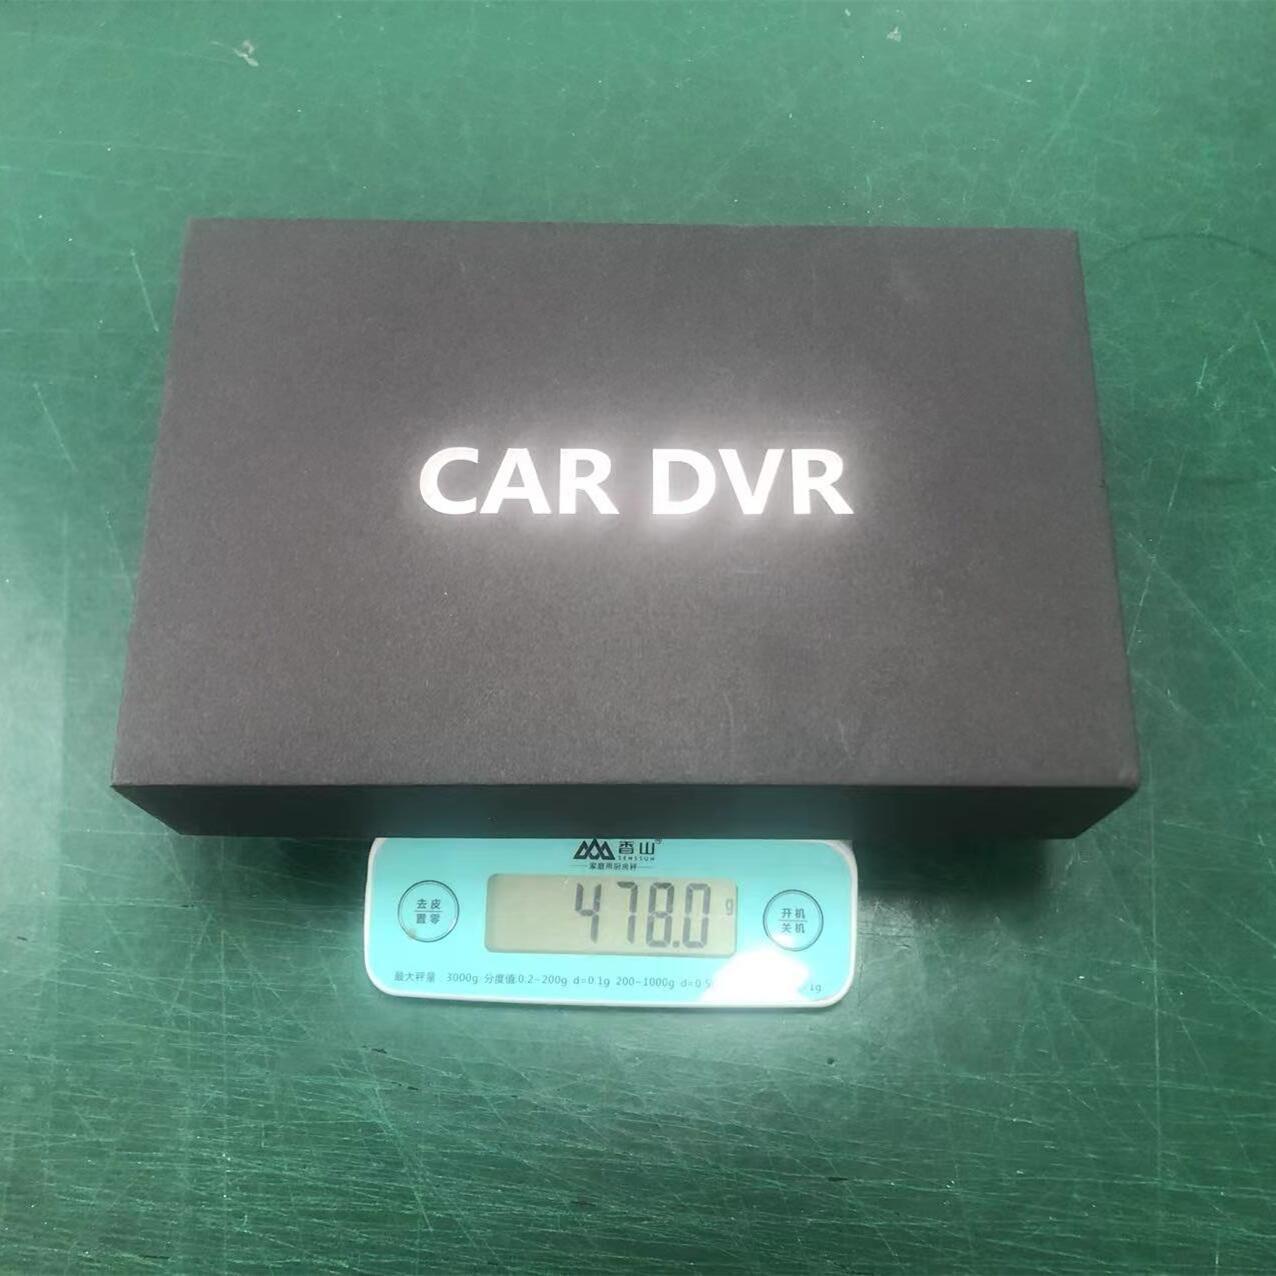 CAR DVR
香山
SENSSUN
家庭用厨房秤
去皮
置零
478.0 g
开机
关机
最大秤量：3000g 分度值:0.2~200g d=0.1g 200~1000g d=0.5 1g